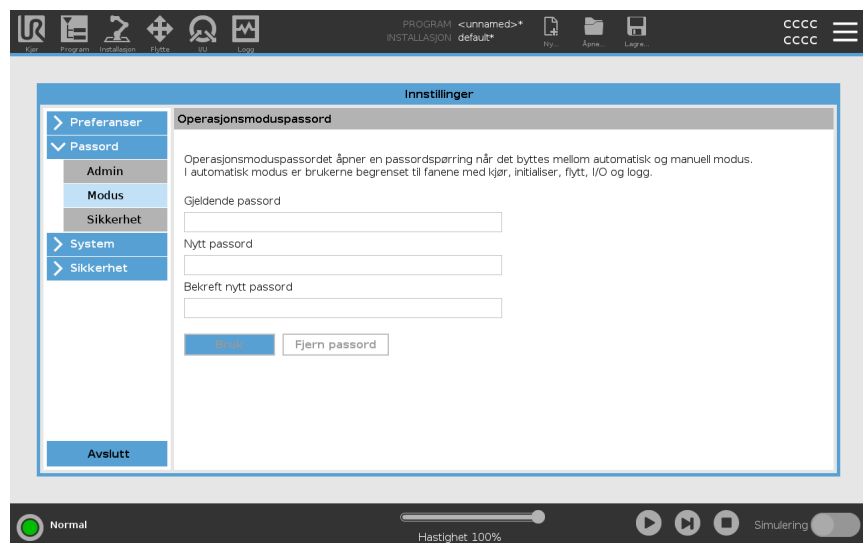 PROGRAM <unnamed>*
INSTALLASJON default*
CCCC
CCCC
Kjør
Program
Installasjon
Flytte
I/U
Logg
Ny...
Åpne...
Lagre...
Innstillinger
Preferanser
Passord
Admin
Modus
Sikkerhet
System
Sikkerhet
Avslutt
Operasjonsmoduspassord
Operasjonsmoduspassordet åpner en passordspørring når det byttes mellom automatisk og manuell modus.
I automatisk modus er brukerne begrenset til fanene med kjør, initialiser, flytt, I/O og logg.
Gjeldende passord
Nytt passord
Bekreft nytt passord
Bruk
Fjern passord
Normal
Hastighet 100%
Simulering